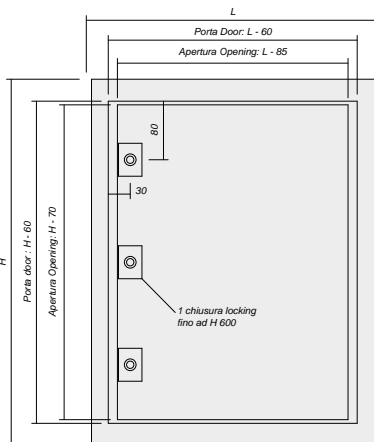 L
Porta Door: L - 60
Apertura Opening: L - 85
80
30
H
Porta door : H - 60
Apertura Opening: H - 70
1 chiusura locking
fino ad H 600